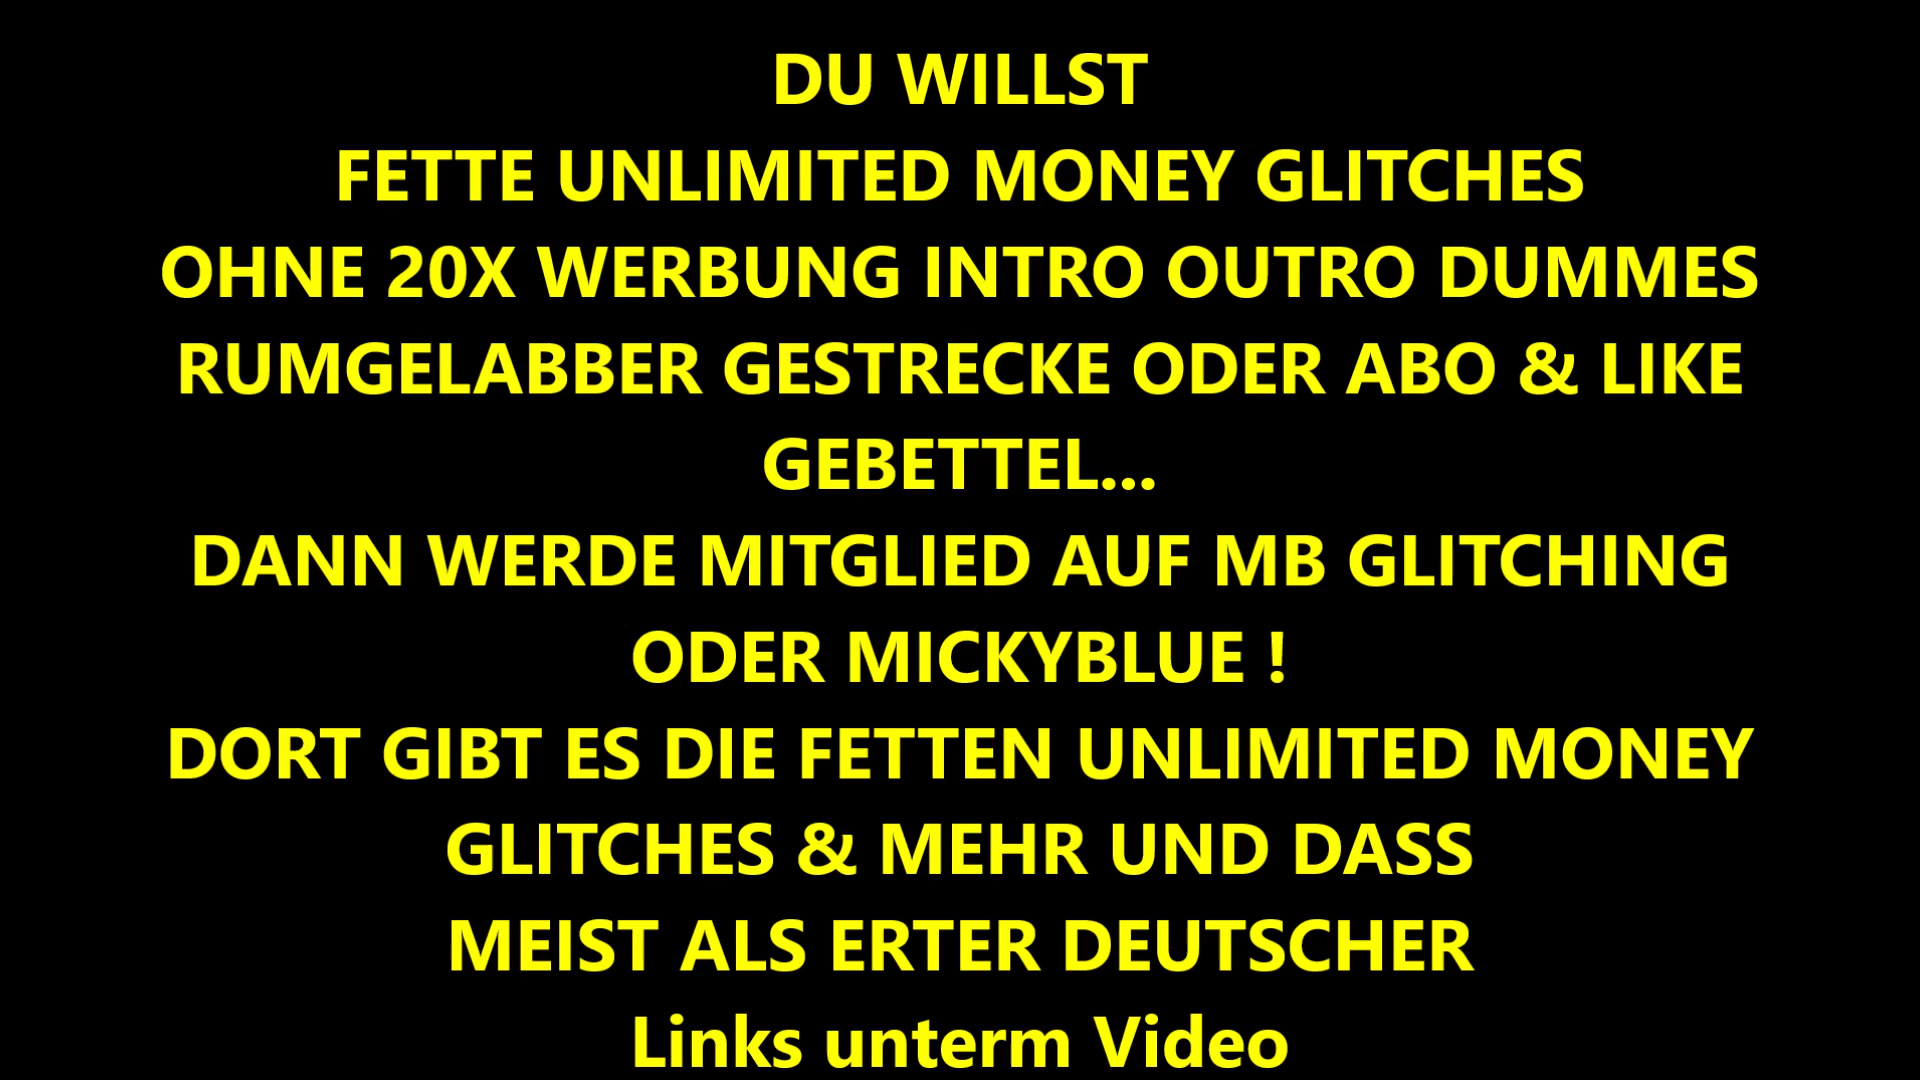 DU WILLST
FETTE UNLIMITED MONEY GLITCHES
OHNE 20X WERBUNG INTRO OUTRO DUMMES
RUMGELABBER GESTRECKE ODER ABO & LIKE
GEBETTEL...
DANN WERDE MITGLIED AUF MB GLITCHING
ODER MICKYBLUE !
DORT GIBT ES DIE FETTEN UNLIMITED MONEY
GLITCHES & MEHR UND DASS
MEIST ALS ERTER DEUTSCHER
Links unterm Video